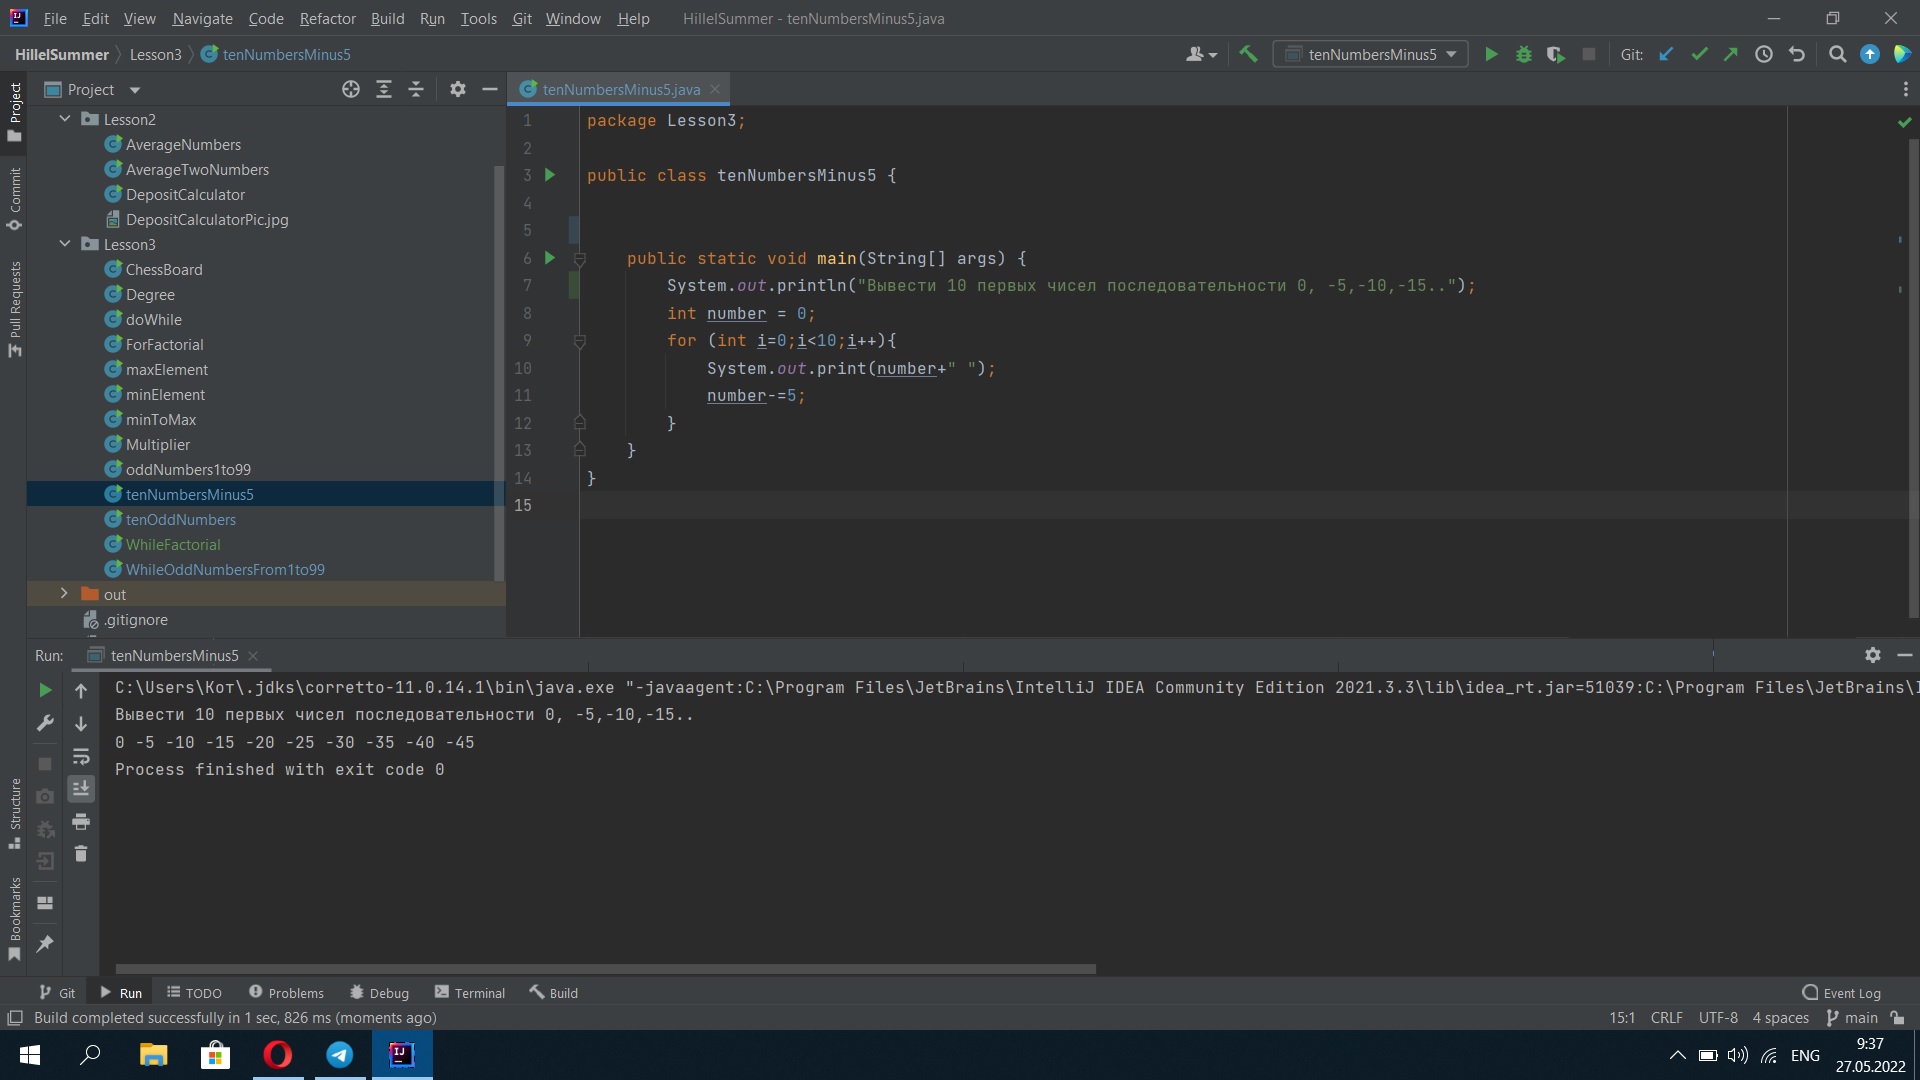 File Edit View Navigate Code Refactor Build Run Tools Git Window Help HillelSummer - tenNumbersMinus5.java
HillelSummer Lesson3 tenNumbersMinus5
tenNumbersMinus5 Git:
Project
Project
Commit
Pull Requests
Lesson2
AverageNumbers
AverageTwoNumbers
DepositCalculator
DepositCalculatorPic.jpg
Lesson3
ChessBoard
Degree
doWhile
ForFactorial
maxElement
minElement
minToMax
Multiplier
oddNumbers1to99
tenNumbersMinus5
tenOddNumbers
WhileFactorial
WhileOddNumbersFrom1to99
out
.gitignore
tenNumbersMinus5.java
1 package Lesson3;
2
3 public class tenNumbersMinus5 {
4
5
6 public static void main(String[] args) {
7 System.out.println("Вывести 10 первых чисел последовательности 0, -5,-10,-15..");
8 int number = 0;
9 for (int i=0;i<10;i++){
10 System.out.print(number+" ");
11 number-=5;
12 }
13 }
14 }
15
Run: tenNumbersMinus5
C:\Users\Кот\.jdks\corretto-11.0.14.1\bin\java.exe "-javaagent:C:\Program Files\JetBrains\IntelliJ IDEA Community Edition 2021.3.3\lib\idea_rt.jar=51039:C:\Program Files\JetBrains\I
Вывести 10 первых чисел последовательности 0, -5,-10,-15..
0 -5 -10 -15 -20 -25 -30 -35 -40 -45
Process finished with exit code 0
Structure
Bookmarks
Git Run TODO Problems Debug Terminal Build Event Log
Build completed successfully in 1 sec, 826 ms (moments ago) 15:1 CRLF UTF-8 4 spaces main
ENG
9:37
27.05.2022